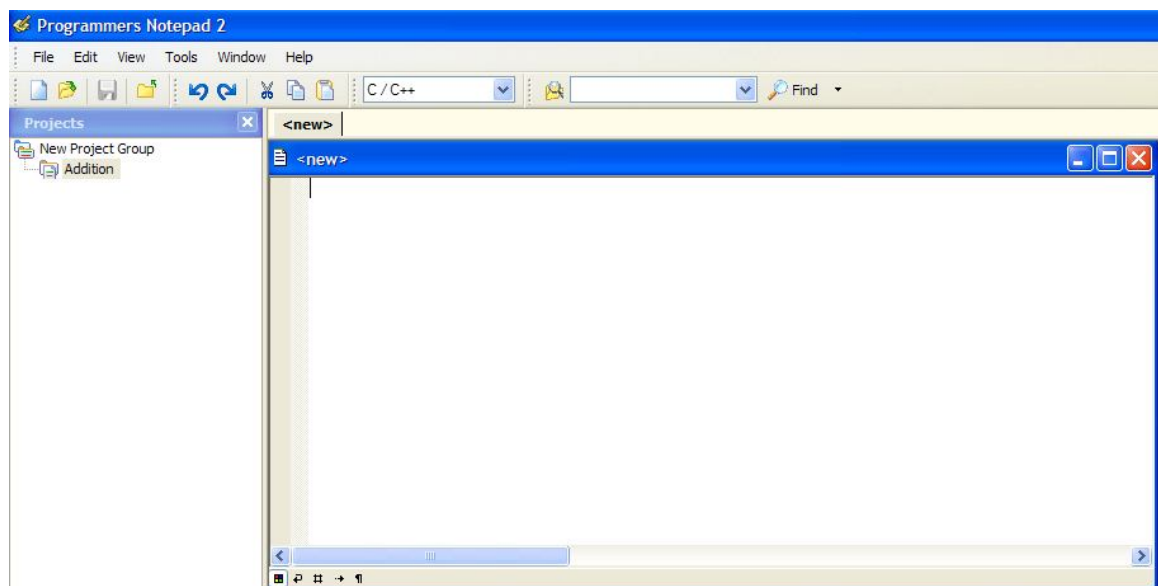 Programmers Notepad 2
File Edit View Tools Window Help
C / C++ Find
Projects
<new>
New Project Group
Addition
<new>